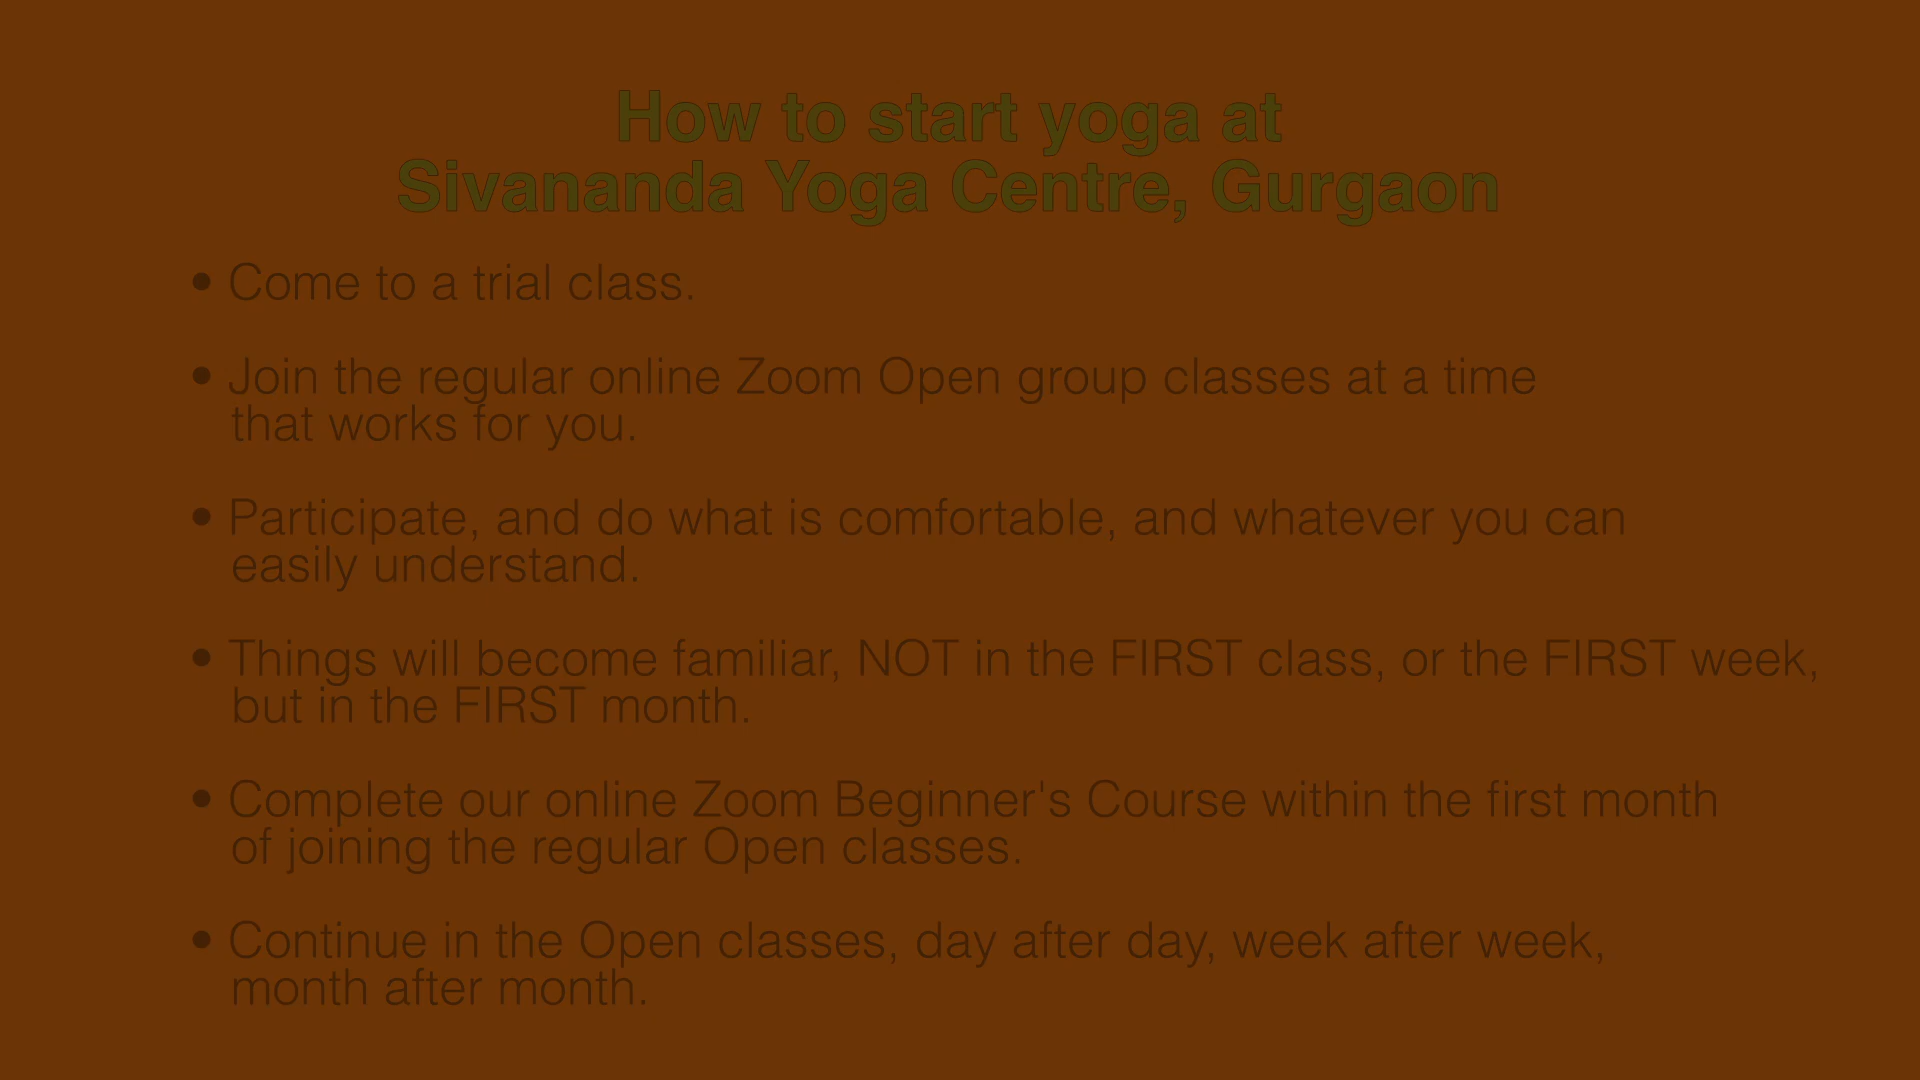 How to start yoga at
Sivananda Yoga Centre, Gurgaon
• Come to a trial class.
• Join the regular online Zoom Open group classes at a time
that works for you.
• Participate, and do what is comfortable, and whatever you can
easily understand.
• Things will become familiar, NOT in the FIRST class, or the FIRST week,
but in the FIRST month.
• Complete our online Zoom Beginner's Course within the first month
of joining the regular Open classes.
• Continue in the Open classes, day after day, week after week,
month after month.